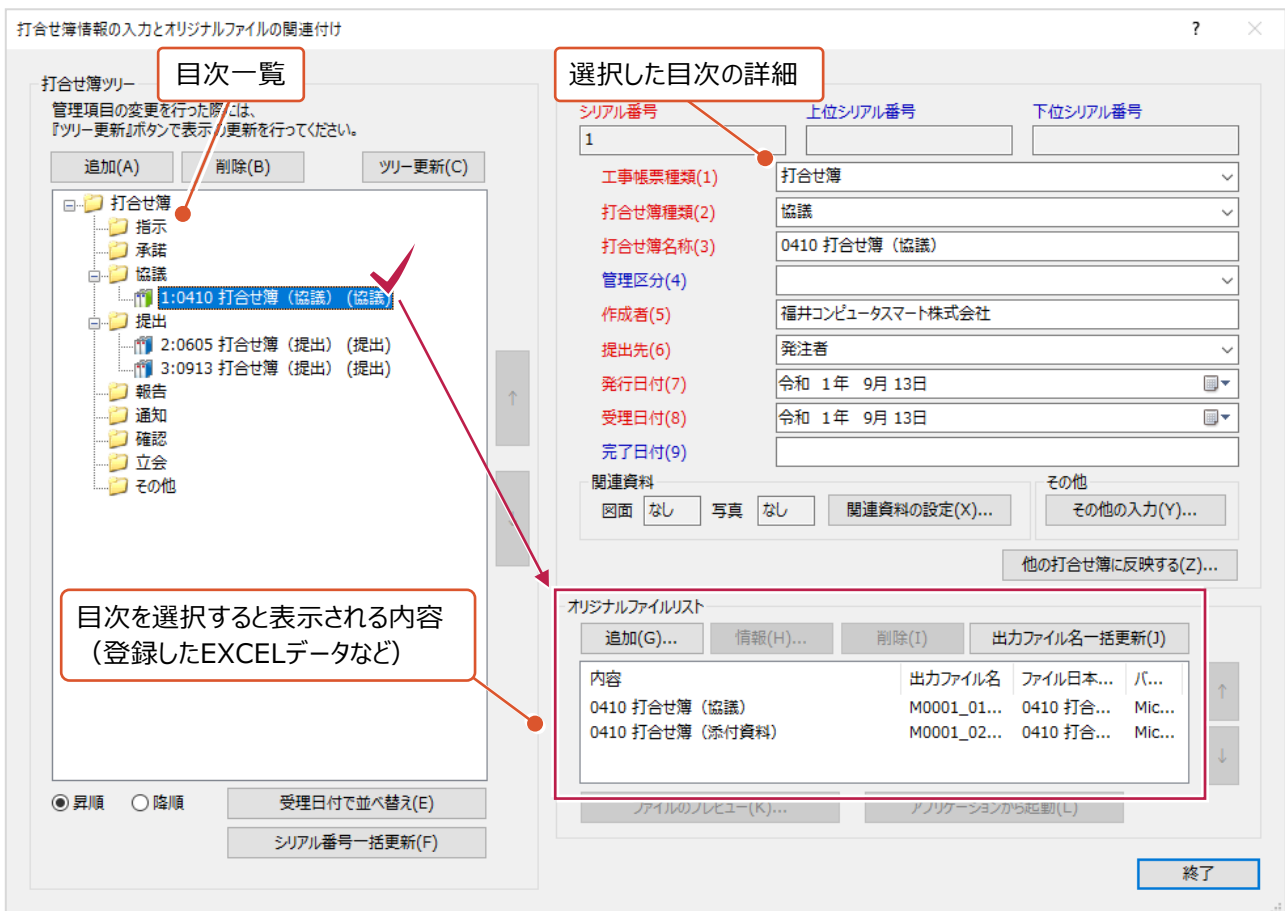 打合せ簿情報の入力とオリジナルファイルの関連付け
?
目次一覧
選択した目次の詳細
打合せ簿ツリー
管理項目の変更を行った際には、
『ツリー更新』ボタンで表示の更新を行ってください。
追加(A)
削除(B)
ツリー更新(C)
打合せ簿
指示
承諾
協議
1:0410 打合せ簿（協議） (協議)
提出
2:0605 打合せ簿（提出） (提出)
3:0913 打合せ簿（提出） (提出)
報告
通知
確認
立会
その他
↑
↓
目次を選択すると表示される内容
（登録したEXCELデータなど）
昇順
降順
受理日付で並べ替え(E)
シリアル番号一括更新(F)
シリアル番号
上位シリアル番号
下位シリアル番号
1
工事帳票種類(1)
打合せ簿
打合せ簿種類(2)
協議
打合せ簿名称(3)
0410 打合せ簿（協議）
管理区分(4)
作成者(5)
福井コンピュータスマート株式会社
提出先(6)
発注者
発行日付(7)
令和 1年 9月 13日
受理日付(8)
令和 1年 9月 13日
完了日付(9)
関連資料
図面 なし 写真 なし
関連資料の設定(X)...
その他
その他の入力(Y)...
他の打合せ簿に反映する(Z)...
オリジナルファイルリスト
追加(G)...
情報(H)...
削除(I)
出力ファイル名一括更新(J)
内容 出力ファイル名 ファイル日本... バ...
0410 打合せ簿（協議） M0001_01... 0410 打合... Mic...
0410 打合せ簿（添付資料） M0001_02... 0410 打合... Mic...
↑
↓
ファイルのプレビュー(K)...
アプリケーションから起動(L)
終了